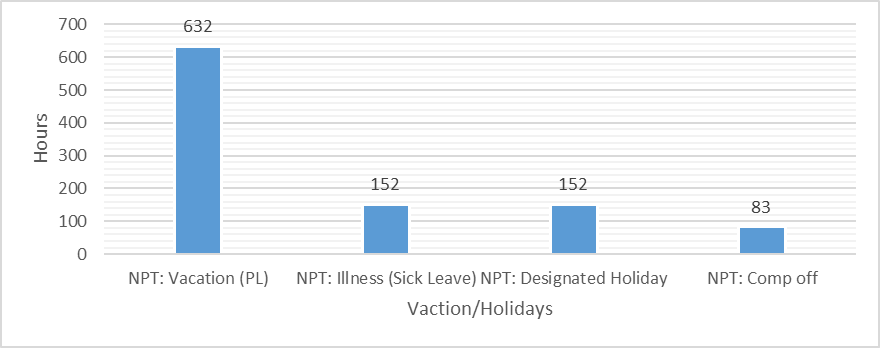 700
600
500
400
300
200
100
0
Hours
632
152
152
83
NPT: Vacation (PL)
NPT: Illness (Sick Leave)
NPT: Designated Holiday
NPT: Comp off
Vaction/Holidays